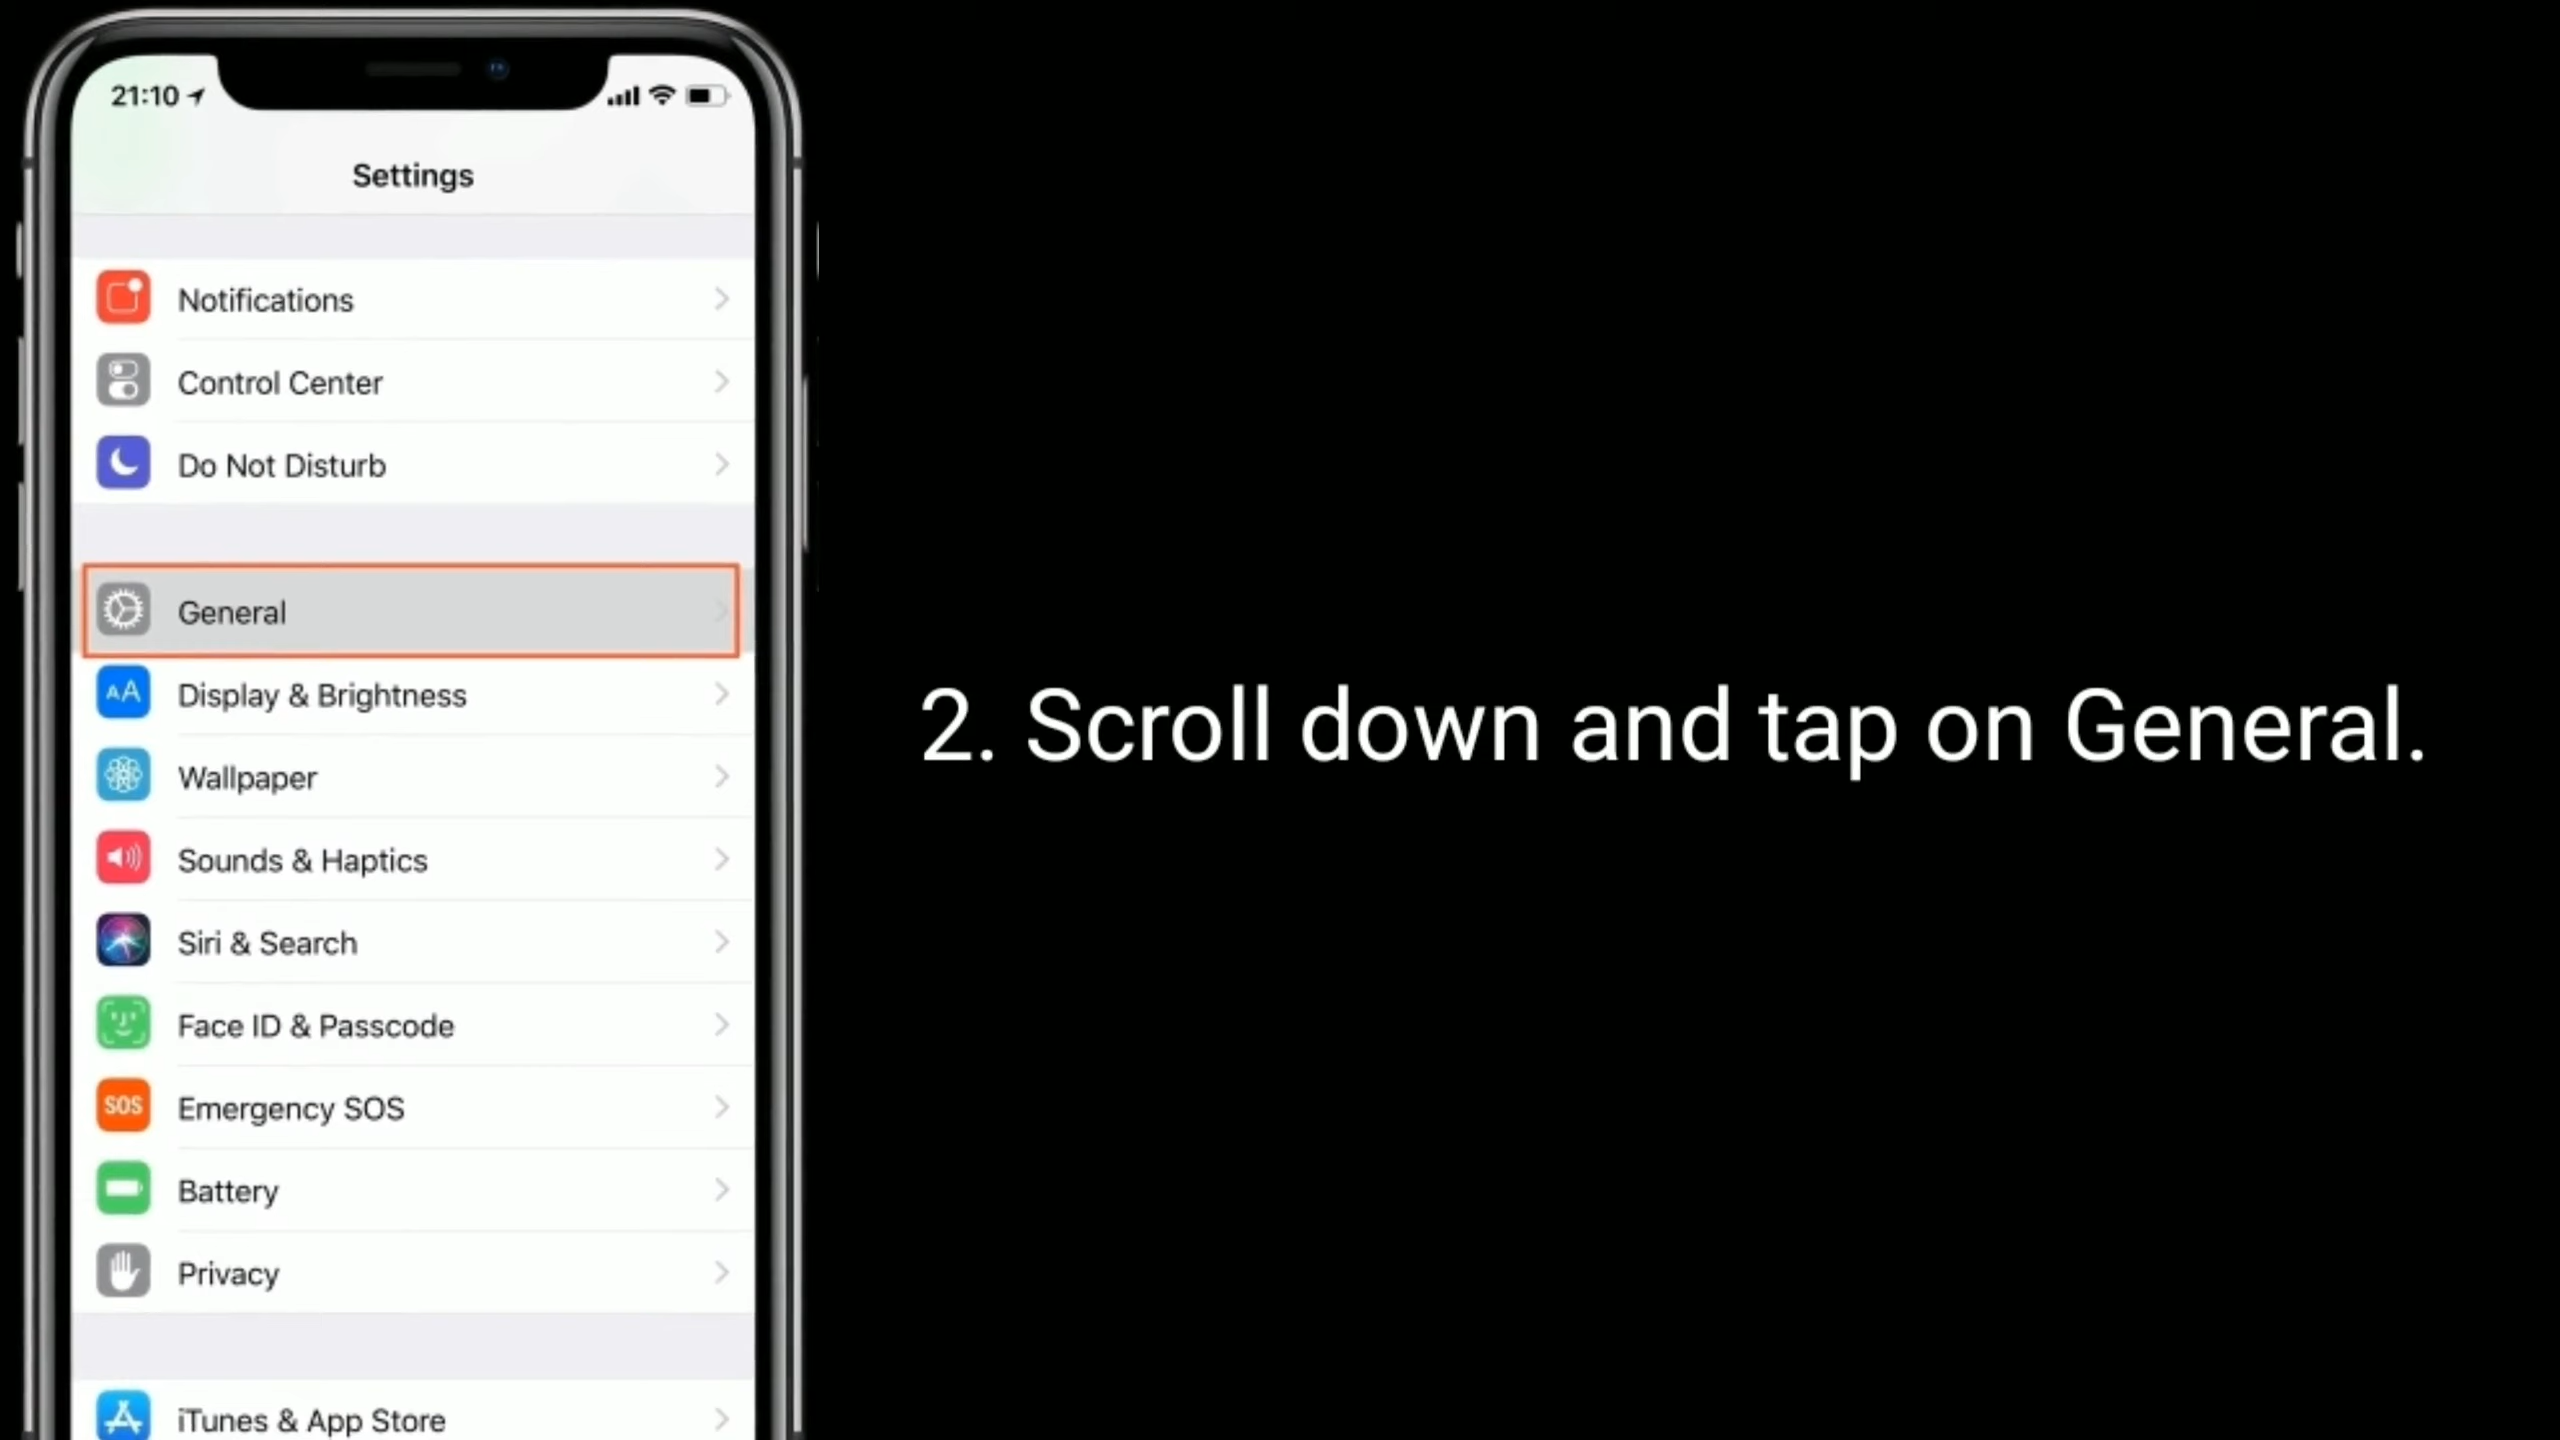 21:10
Settings
Notifications
Control Center
Do Not Disturb
General
AA
Display & Brightness
Wallpaper
Sounds & Haptics
Siri & Search
Face ID & Passcode
SOS
Emergency SOS
Battery
Privacy
iTunes & App Store
2. Scroll down and tap on General.